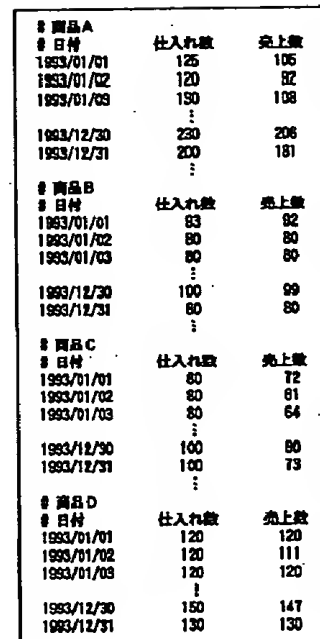 # 商品A
# 日付 仕入れ数 売上数
1993/01/01 125 105
1993/01/02 120 82
1993/01/03 130 108
⋮
1993/12/30 230 206
1993/12/31 200 181
⋮
# 商品B
# 日付 仕入れ数 売上数
1993/01/01 93 92
1993/01/02 80 80
1993/01/03 80 80
⋮
1993/12/30 100 99
1993/12/31 80 80
⋮
# 商品C
# 日付 仕入れ数 売上数
1993/01/01 80 72
1993/01/02 80 61
1993/01/03 80 64
⋮
1993/12/30 100 80
1993/12/31 100 73
⋮
# 商品D
# 日付 仕入れ数 売上数
1993/01/01 120 120
1993/01/02 120 111
1993/01/03 120 120
⋮
1993/12/30 150 147
1993/12/31 130 130